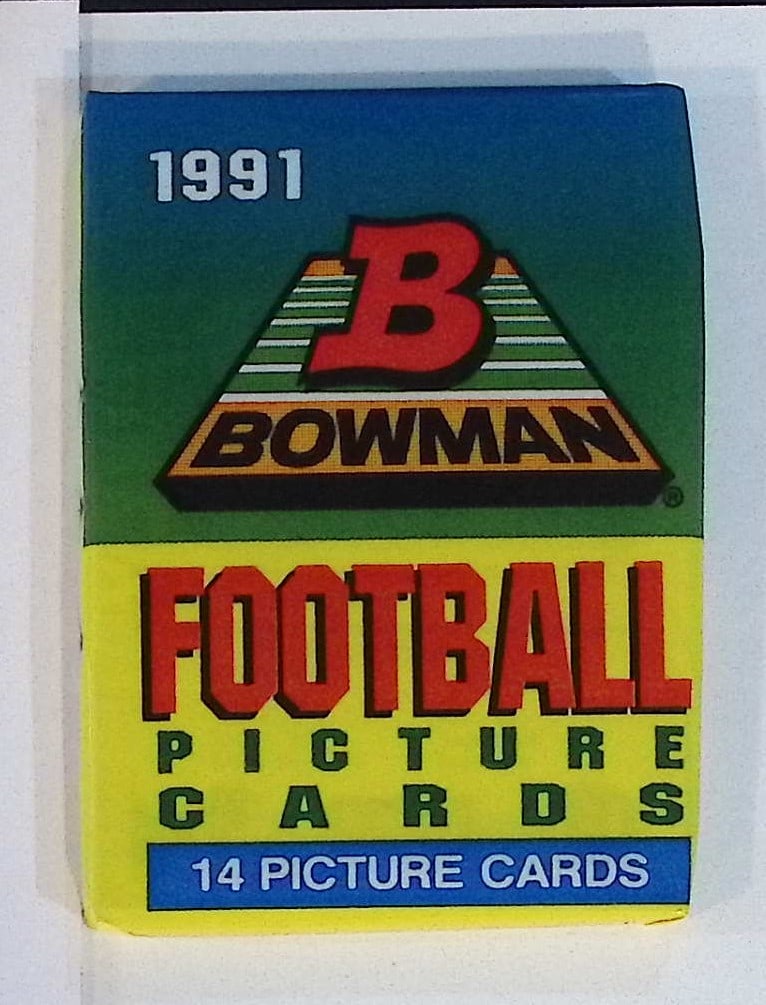 1991
B
BOWMAN®
FOOTBALL
PICTURE
CARDS
14 PICTURE CARDS